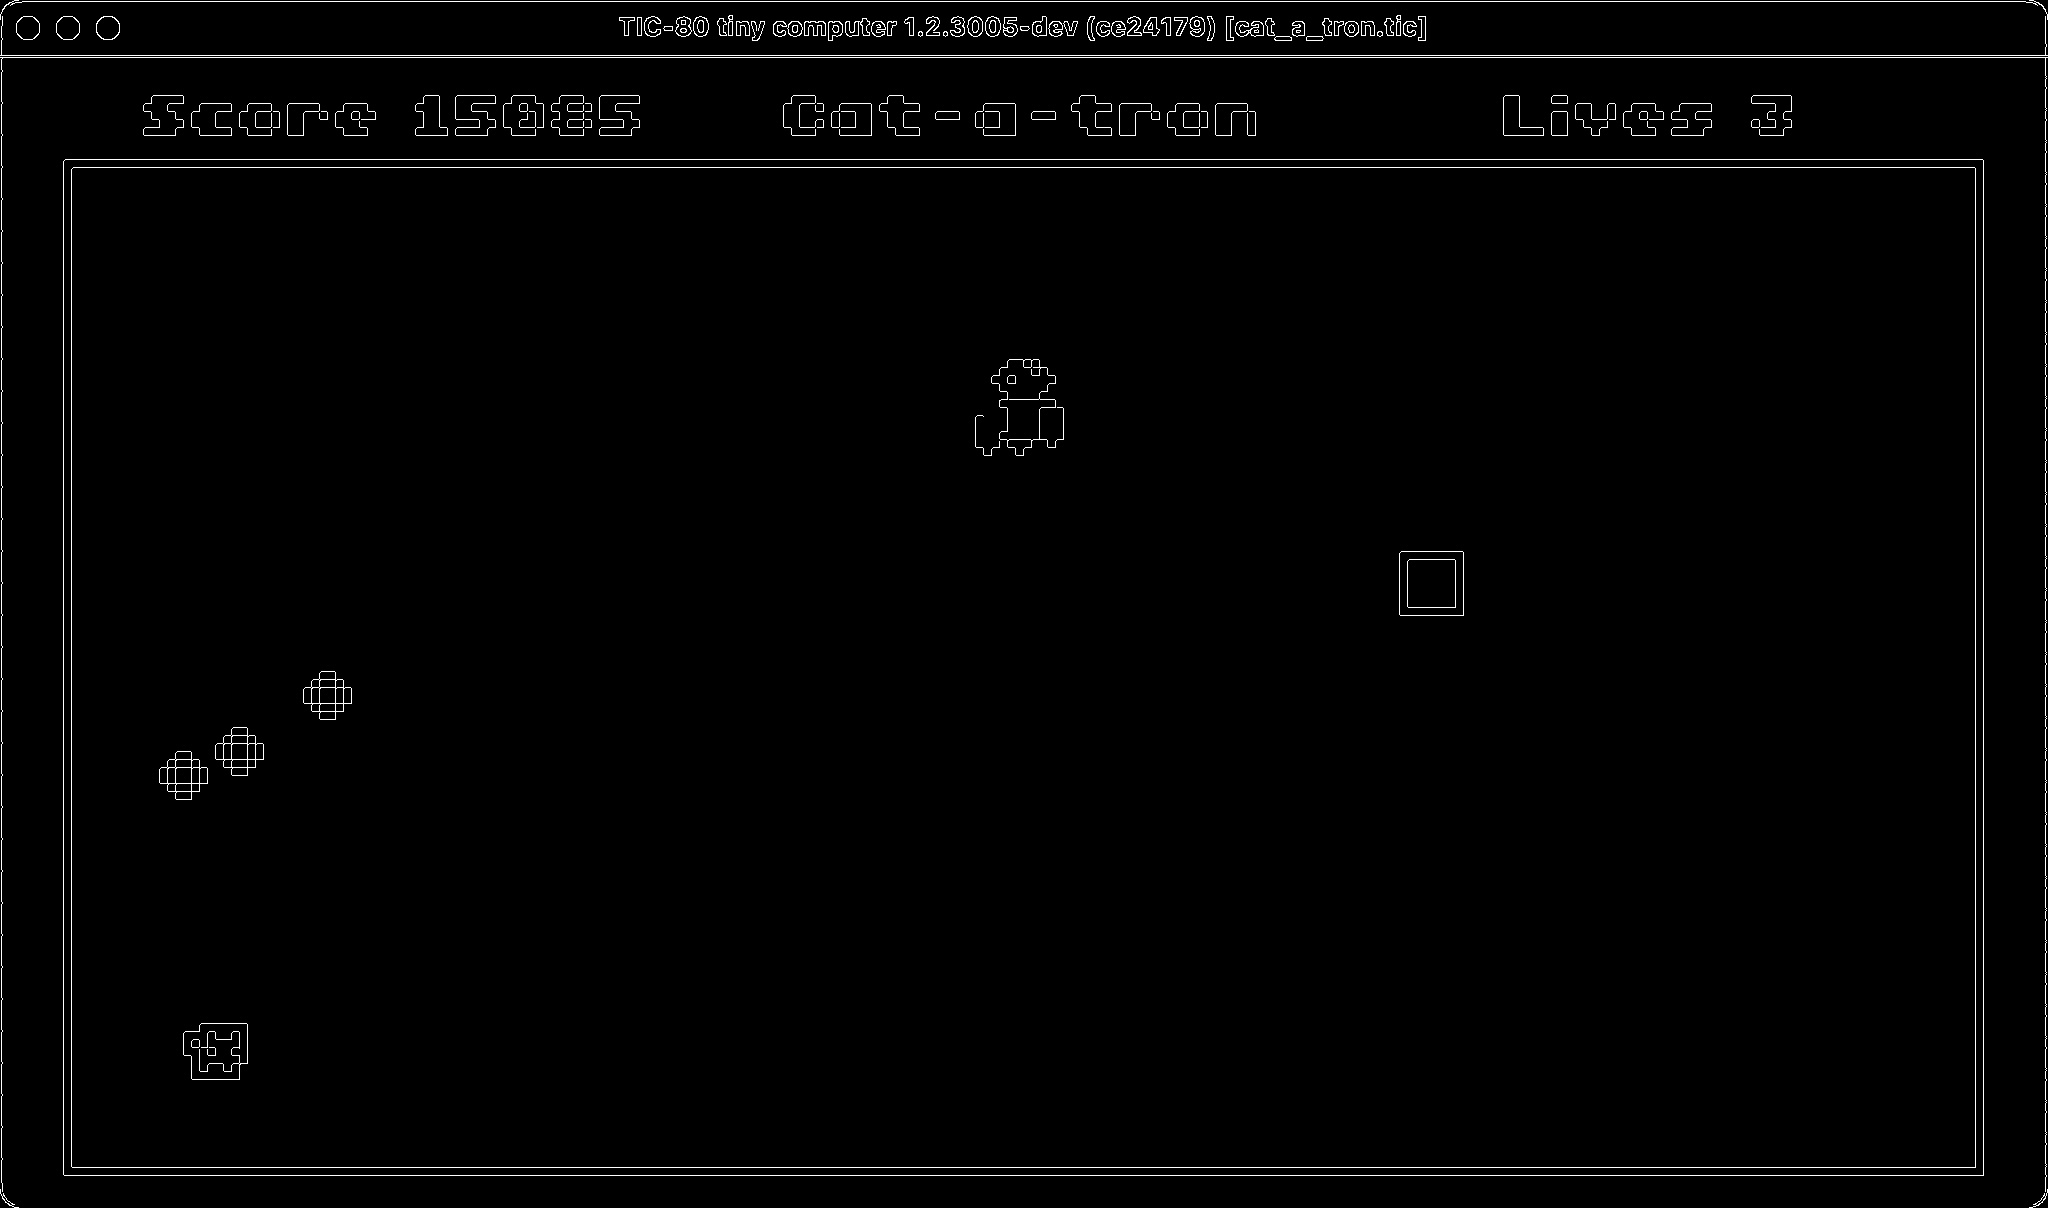 TIC-80 tiny computer 1.2.3005-dev (ce24179) [cat_a_tron.tic]
Score 15085 Cat-a-tron Lives 3